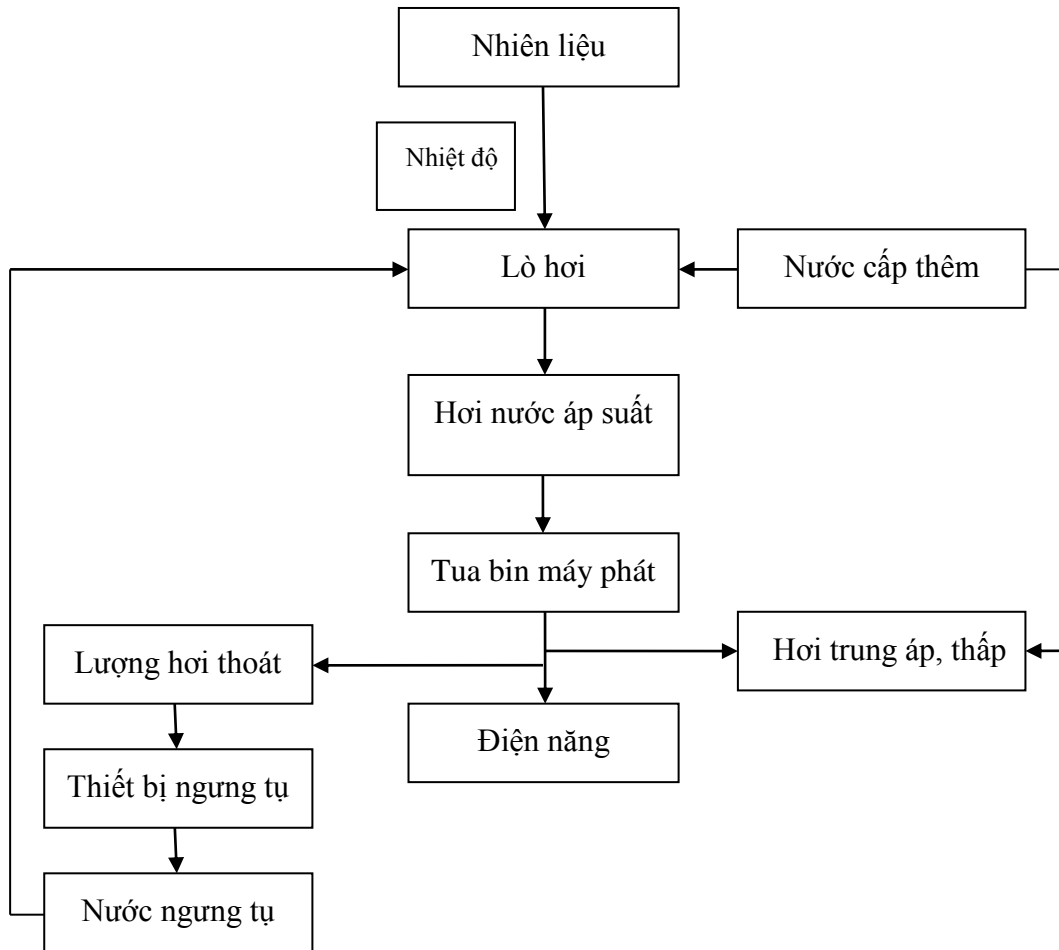 Nhiên liệu
Nhiệt độ
Lò hơi
Nước cấp thêm
Hơi nước áp suất
Tua bin máy phát
Lượng hơi thoát
Hơi trung áp, thấp
Điện năng
Thiết bị ngưng tụ
Nước ngưng tụ